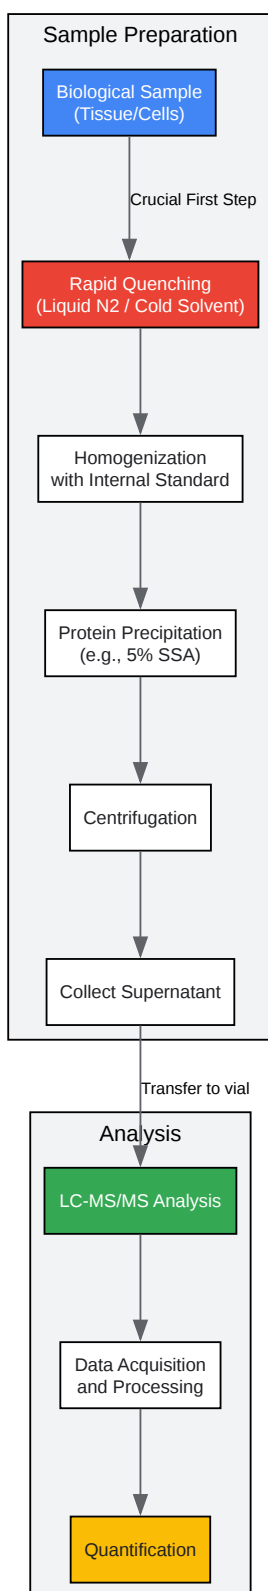 Sample Preparation
Biological Sample
(Tissue/Cells)
Crucial First Step
Rapid Quenching
(Liquid N2 / Cold Solvent)
Homogenization
with Internal Standard
Protein Precipitation
(e.g., 5% SSA)
Centrifugation
Collect Supernatant
Transfer to vial
Analysis
LC-MS/MS Analysis
Data Acquisition
and Processing
Quantification